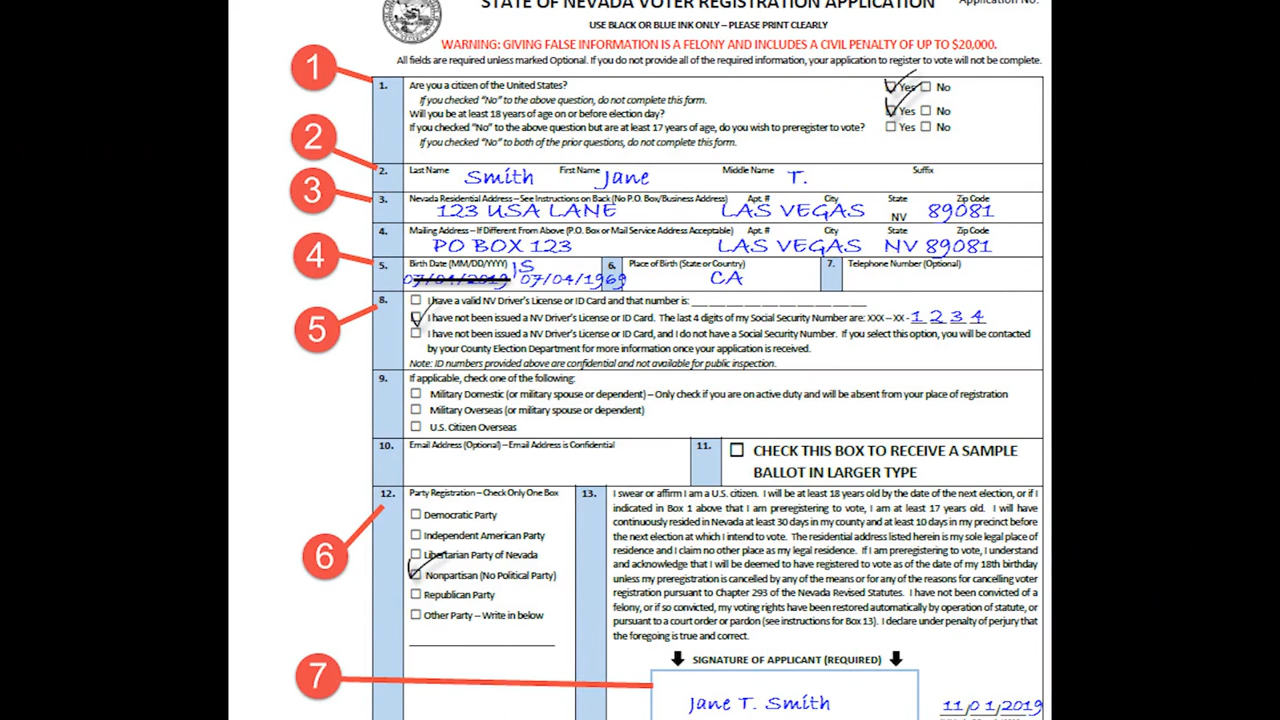 STATE OF NEVADA VOTER REGISTRATION APPLICATION
Application No.
USE BLACK OR BLUE INK ONLY – PLEASE PRINT CLEARLY
WARNING: GIVING FALSE INFORMATION IS A FELONY AND INCLUDES A CIVIL PENALTY OF UP TO $20,000.
All fields are required unless marked Optional. If you do not provide all of the required information, your application to register to vote will not be complete.
1
1. Are you a citizen of the United States? Yes No
If you checked "No" to the above question, do not complete this form.
Will you be at least 18 years of age on or before election day? Yes No
If you checked "No" to the above question but are at least 17 years of age, do you wish to preregister to vote? Yes No
If you checked "No" to both of the prior questions, do not complete this form.
2
2. Last Name Smith First Name Jane Middle Name T. Suffix
3
3. Nevada Residential Address – See Instructions on Back (No P.O. Box/Business Address) Apt. # City State Zip Code
123 USA LANE LAS VEGAS NV 89081
4. Mailing Address – If Different From Above (P.O. Box or Mail Service Address Acceptable) Apt. # City State Zip Code
PO BOX 123 LAS VEGAS NV 89081
4
5. Birth Date (MM/DD/YYYY) 6. Place of Birth (State or Country) 7. Telephone Number (Optional)
07/04/2019 JS 07/04/1969 CA
5
8. I have a valid NV Driver's License or ID Card and that number is:
I have not been issued a NV Driver's License or ID Card. The last 4 digits of my Social Security Number are: XXX – XX - 1 2 3 4
I have not been issued a NV Driver's License or ID Card, and I do not have a Social Security Number. If you select this option, you will be contacted
by your County Election Department for more information once your application is received.
Note: ID numbers provided above are confidential and not available for public inspection.
9. If applicable, check one of the following:
Military Domestic (or military spouse or dependent) – Only check if you are on active duty and will be absent from your place of registration
Military Overseas (or military spouse or dependent)
U.S. Citizen Overseas
10. Email Address (Optional) – Email Address is Confidential
11. CHECK THIS BOX TO RECEIVE A SAMPLE
BALLOT IN LARGER TYPE
6
12. Party Registration – Check Only One Box
Democratic Party
Independent American Party
Libertarian Party of Nevada
Nonpartisan (No Political Party)
Republican Party
Other Party – Write in below
13. I swear or affirm I am a U.S. citizen. I will be at least 18 years old by the date of the next election, or if I
indicated in Box 1 above that I am preregistering to vote, I am at least 17 years old. I will have
continuously resided in Nevada at least 30 days in my county and at least 10 days in my precinct before
the next election at which I intend to vote. The residential address listed herein is my sole legal place of
residence and I claim no other place as my legal residence. If I am preregistering to vote, I understand
and acknowledge that I will be deemed to have registered to vote as of the date of my 18th birthday
unless my preregistration is cancelled by any of the means or for any of the reasons for cancelling voter
registration pursuant to Chapter 293 of the Nevada Revised Statutes. I have not been convicted of a
felony, or if so convicted, my voting rights have been restored automatically by operation of statute, or
pursuant to a court order or pardon (see instructions for Box 13). I declare under penalty of perjury that
the foregoing is true and correct.
SIGNATURE OF APPLICANT (REQUIRED)
7
Jane T. Smith 11/01/2019